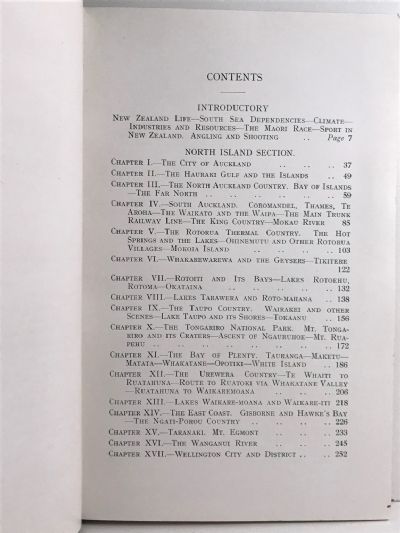 CONTENTS
INTRODUCTORY
New Zealand Life—South Sea Dependencies—Climate—
Industries and Resources—The Maori Race—Sport in
New Zealand. Angling and Shooting .. Page 7
NORTH ISLAND SECTION.
Chapter I.—The City of Auckland .. .. .. 37
Chapter II.—The Hauraki Gulf and the Islands .. 49
Chapter III.—The North Auckland Country. Bay of Islands
—The Far North .. .. .. .. .. 59
Chapter IV.—South Auckland. Coromandel, Thames, Te
Aroha—The Waikato and the Waipa—The Main Trunk
Railway Line—The King Country—Mokau River 85
Chapter V.—The Rotorua Thermal Country. The Hot
Springs and the Lakes—Ohinemutu and Other Rotorua
Villages—Mokoia Island .. .. .. .. 103
Chapter VI.—Whakarewarewa and the Geysers—Tikitere
122
Chapter VII.—Rotoiti and Its Bays—Lakes Rotoehu,
Rotoma—Okataina .. .. .. .. .. 132
Chapter VIII.—Lakes Tarawera and Roto-mahana .. 138
Chapter IX.—The Taupo Country. Wairakei and other
Scenes—Lake Taupo and its Shores—Tokaanu .. 156
Chapter X.—The Tongariro National Park. Mt. Tonga-
riro and its Craters—Ascent of Ngauruhoe—Mt. Rua-
pehu .. .. .. .. .. .. .. 172
Chapter XI.—The Bay of Plenty. Tauranga—Maketu—
Matata—Whakatane—Opotiki—White Island .. 186
Chapter XII.—The Urewera Country—Te Whaiti to
Ruatahuna—Route to Ruatoki via Whakatane Valley
—Ruatahuna to Waikaremoana .. .. .. 206
Chapter XIII.—Lakes Waikare-moana and Waikare-iti 218
Chapter XIV.—The East Coast. Gisborne and Hawke's Bay
—The Ngati-Porou Country .. .. .. .. 226
Chapter XV.—Taranaki. Mt. Egmont .. .. .. 233
Chapter XVI.—The Wanganui River .. .. .. 245
Chapter XVII.—Wellington City and District .. .. 252